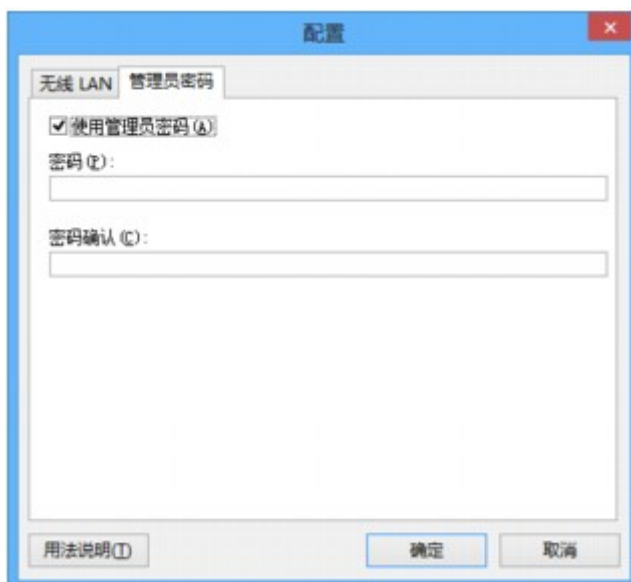 配置
无线 LAN 管理员密码
使用管理员密码(A)
密码(P):
密码确认(C):
用法说明(I) 确定 取消